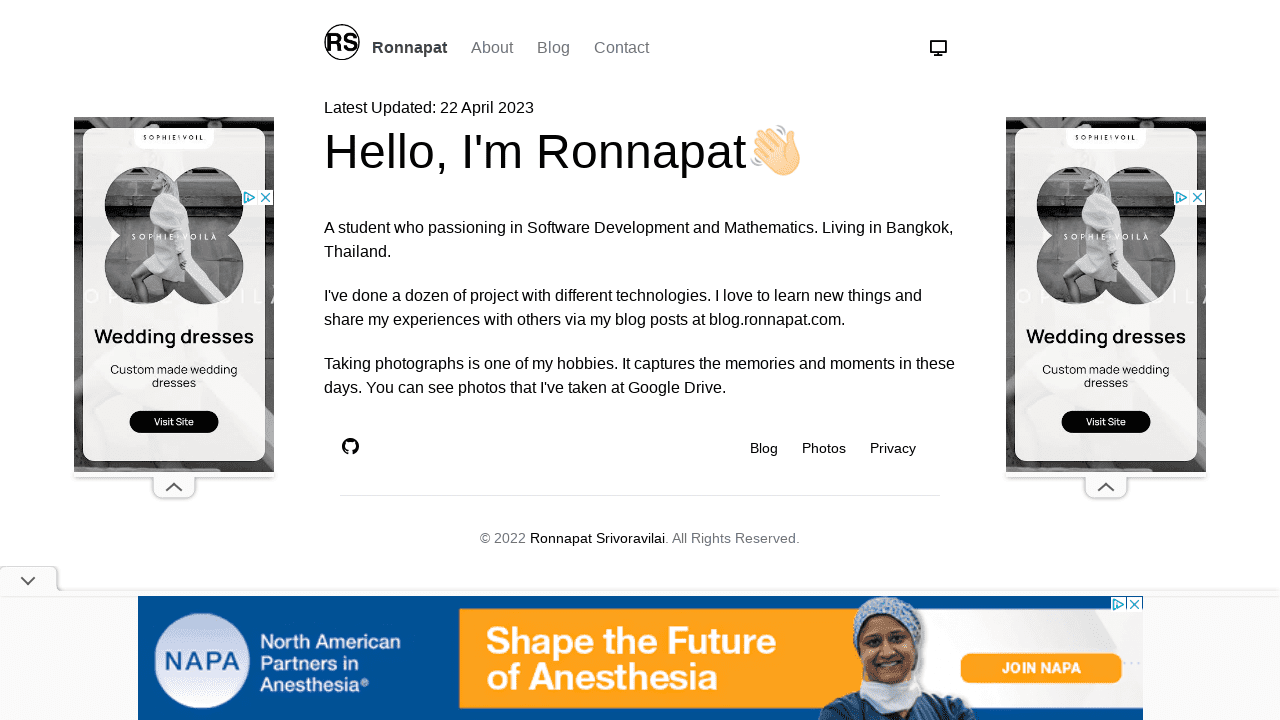 RS
Ronnapat About Blog Contact
Latest Updated: 22 April 2023
Hello, I'm Ronnapat👋🏻
A student who passioning in Software Development and Mathematics. Living in Bangkok,
Thailand.
I've done a dozen of project with different technologies. I love to learn new things and
share my experiences with others via my blog posts at blog.ronnapat.com.
Taking photographs is one of my hobbies. It captures the memories and moments in these
days. You can see photos that I've taken at Google Drive.
Blog Photos Privacy
© 2022 Ronnapat Srivoravilai. All Rights Reserved.
SOPHIE VOIL
SOPHIE VOILÀ
OPHIE VOILÀ
Wedding dresses
Custom made wedding
dresses
Visit Site
SOPHIE VOIL
SOPHIE VOILÀ
OPHIE VOILÀ
Wedding dresses
Custom made wedding
dresses
Visit Site
NAPA
North American
Partners in
Anesthesia®
Shape the Future
of Anesthesia
JOIN NAPA